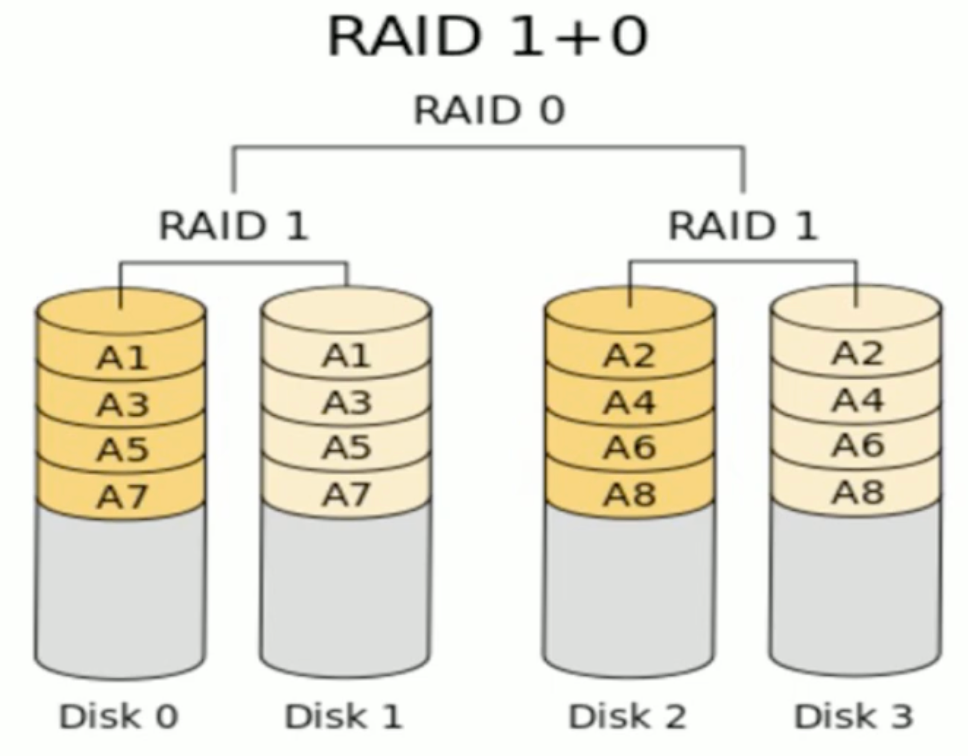 RAID 1+0
RAID 0
RAID 1 RAID 1
A1 A1 A2 A2
A3 A3 A4 A4
A5 A5 A6 A6
A7 A7 A8 A8
Disk 0 Disk 1 Disk 2 Disk 3